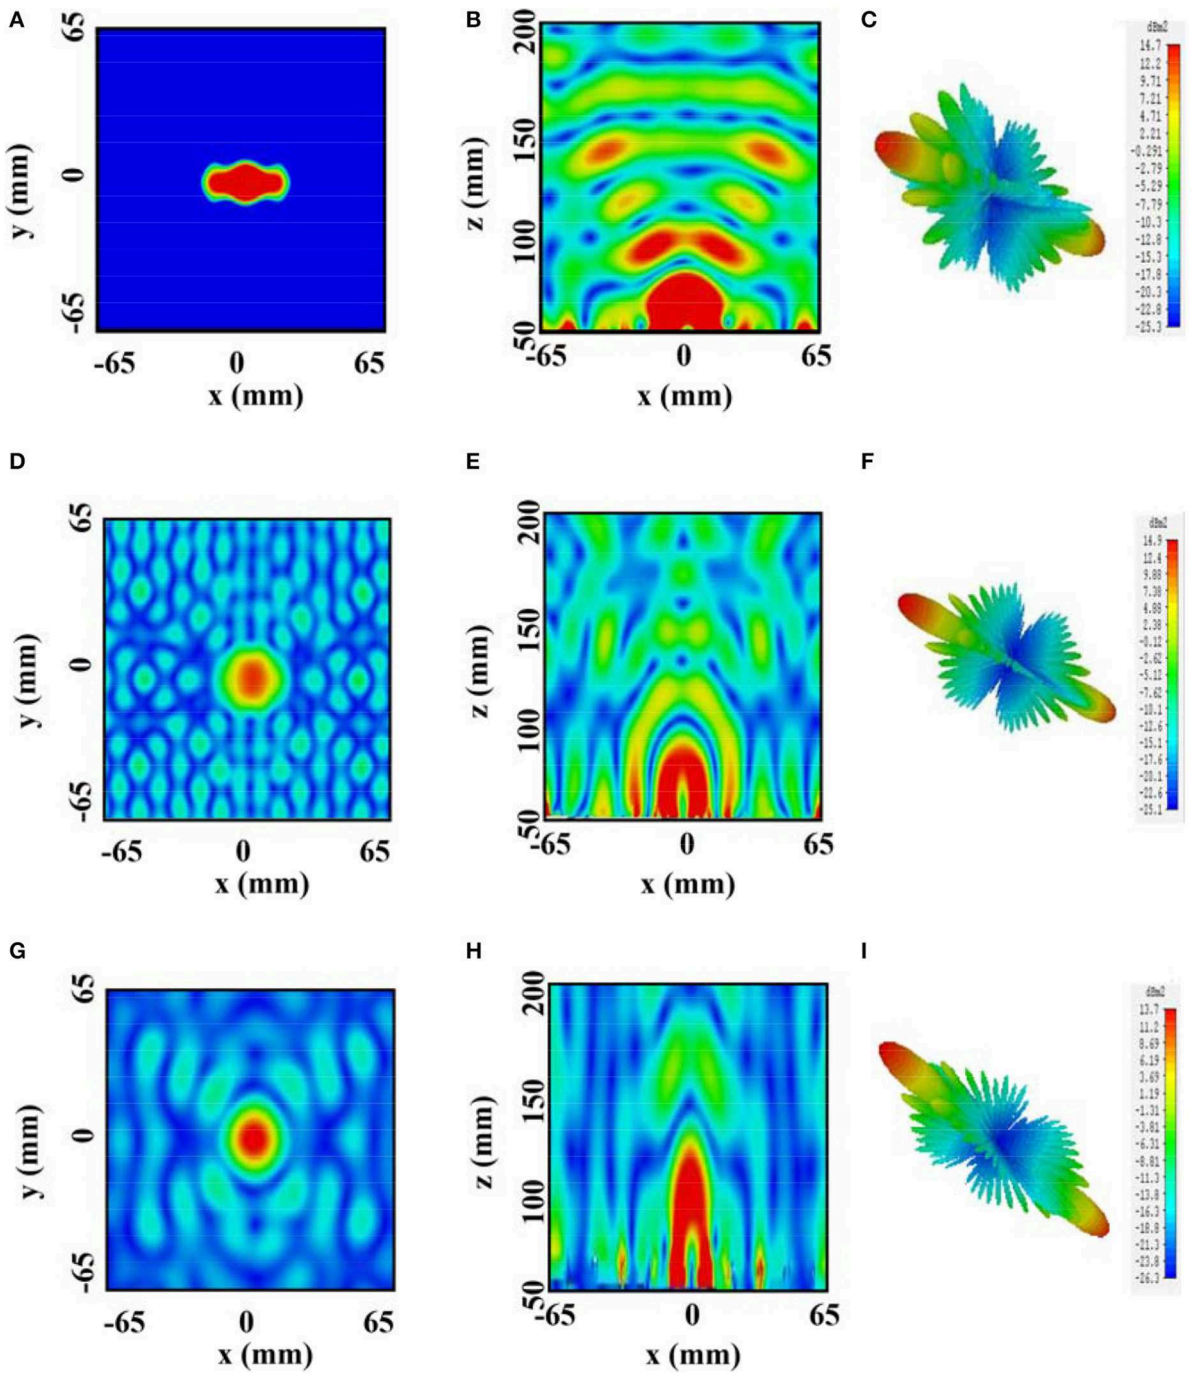 A
65
0
-65
y (mm)
-65 0 65
x (mm)
B
200
150
100
50
z (mm)
-65 0 65
x (mm)
C
dBm2
14.7
12.2
9.71
7.21
4.71
2.21
-0.291
-2.79
-5.29
-7.79
-10.3
-12.8
-15.3
-17.8
-20.3
-22.8
-25.3
D
65
0
-65
y (mm)
-65 0 65
x (mm)
E
200
150
100
50
z (mm)
-65 0 65
x (mm)
F
dBm2
14.9
12.4
9.88
7.38
4.88
2.38
-0.12
-2.62
-5.12
-7.62
-10.1
-12.6
-15.1
-17.6
-20.1
-22.6
-25.1
G
65
0
-65
y (mm)
-65 0 65
x (mm)
H
200
150
100
50
z (mm)
-65 0 65
x (mm)
I
dBm2
13.7
11.2
8.69
6.19
3.69
1.19
-1.31
-3.81
-6.31
-8.81
-11.3
-13.8
-16.3
-18.8
-21.3
-23.8
-26.3